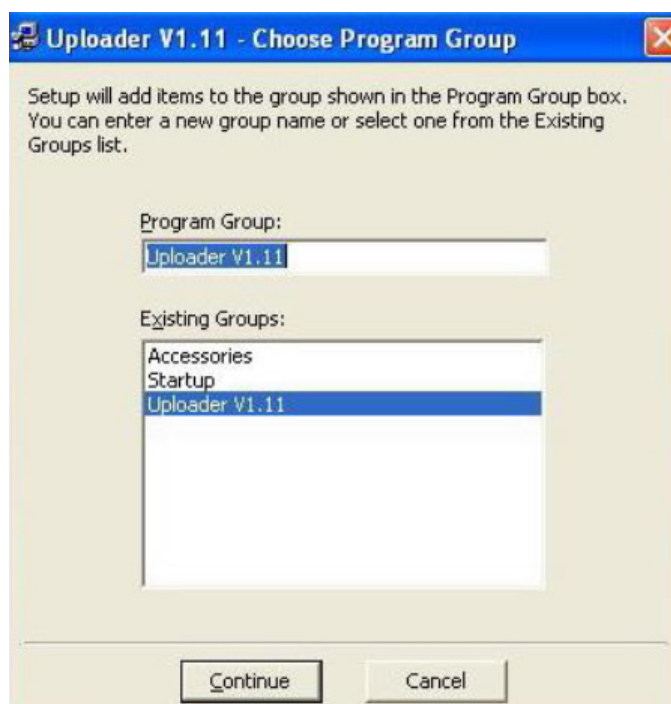 Uploader V1.11 - Choose Program Group
Setup will add items to the group shown in the Program Group box.
You can enter a new group name or select one from the Existing
Groups list.
Program Group:
Uploader V1.11
Existing Groups:
Accessories
Startup
Uploader V1.11
Continue
Cancel